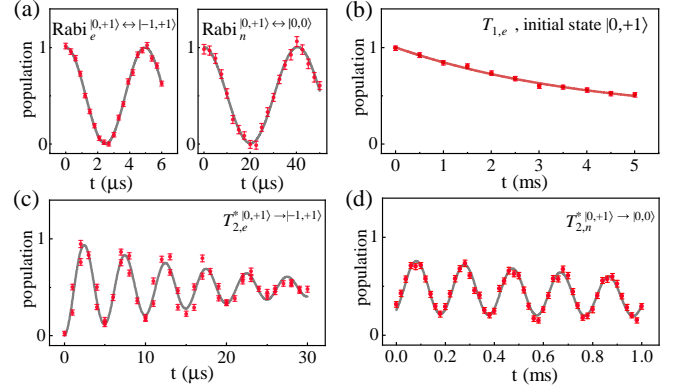 (a)
Rabi_e^{|0,+1⟩↔|−1,+1⟩}
Rabi_n^{|0,+1⟩↔|0,0⟩}
population
1
0
0 2 4 6
t (μs)
0 20 40
t (μs)
(b)
T_{1,e} , initial state |0,+1⟩
population
1
0
0 1 2 3 4 5
t (ms)
(c)
T^*_{2,e} |0,+1⟩→|−1,+1⟩
population
1
0
0 10 20 30
t (μs)
(d)
T^*_{2,n} |0,+1⟩→|0,0⟩
population
1
0
0.0 0.2 0.4 0.6 0.8 1.0
t (ms)